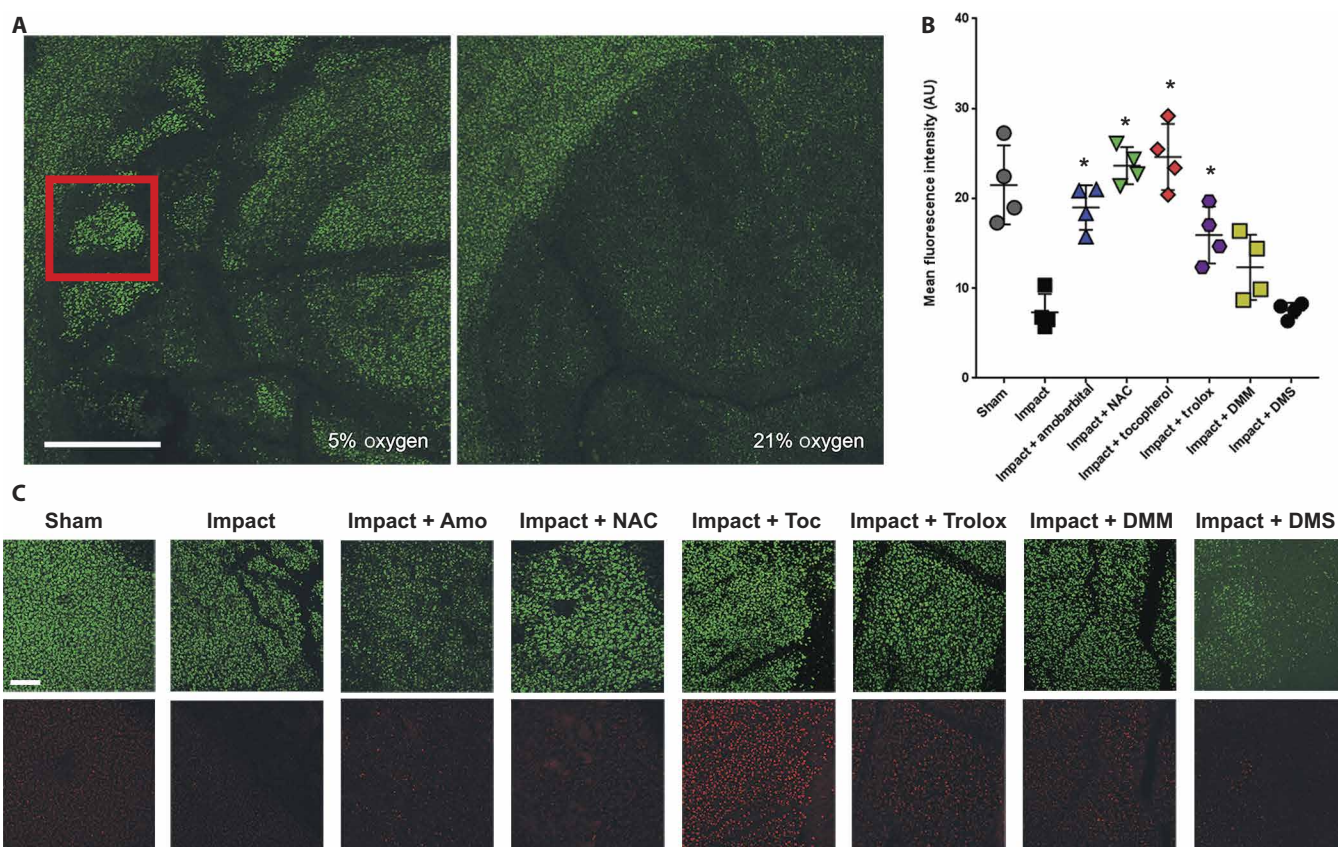 A
5% oxygen
21% oxygen
B
Mean fluorescence intensity (AU)
40
30
20
10
0
*
*
*
*
Sham
Impact
Impact + amobarbital
Impact + NAC
Impact + tocopherol
Impact + trolox
Impact + DMM
Impact + DMS
C
Sham Impact Impact + Amo Impact + NAC Impact + Toc Impact + Trolox Impact + DMM Impact + DMS